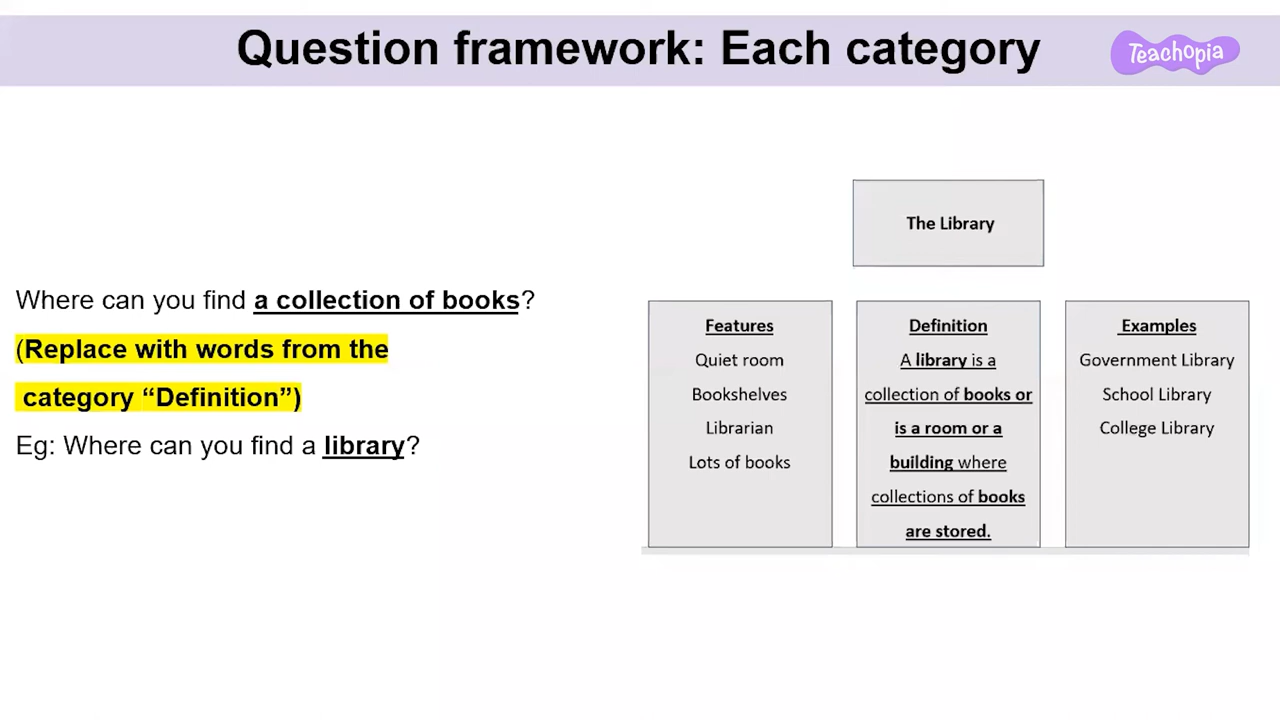 Question framework: Each category
Teachopia
Where can you find a collection of books?
(Replace with words from the
category “Definition”)
Eg: Where can you find a library?
The Library
Features
Quiet room
Bookshelves
Librarian
Lots of books
Definition
A library is a
collection of books or
is a room or a
building where
collections of books
are stored.
Examples
Government Library
School Library
College Library